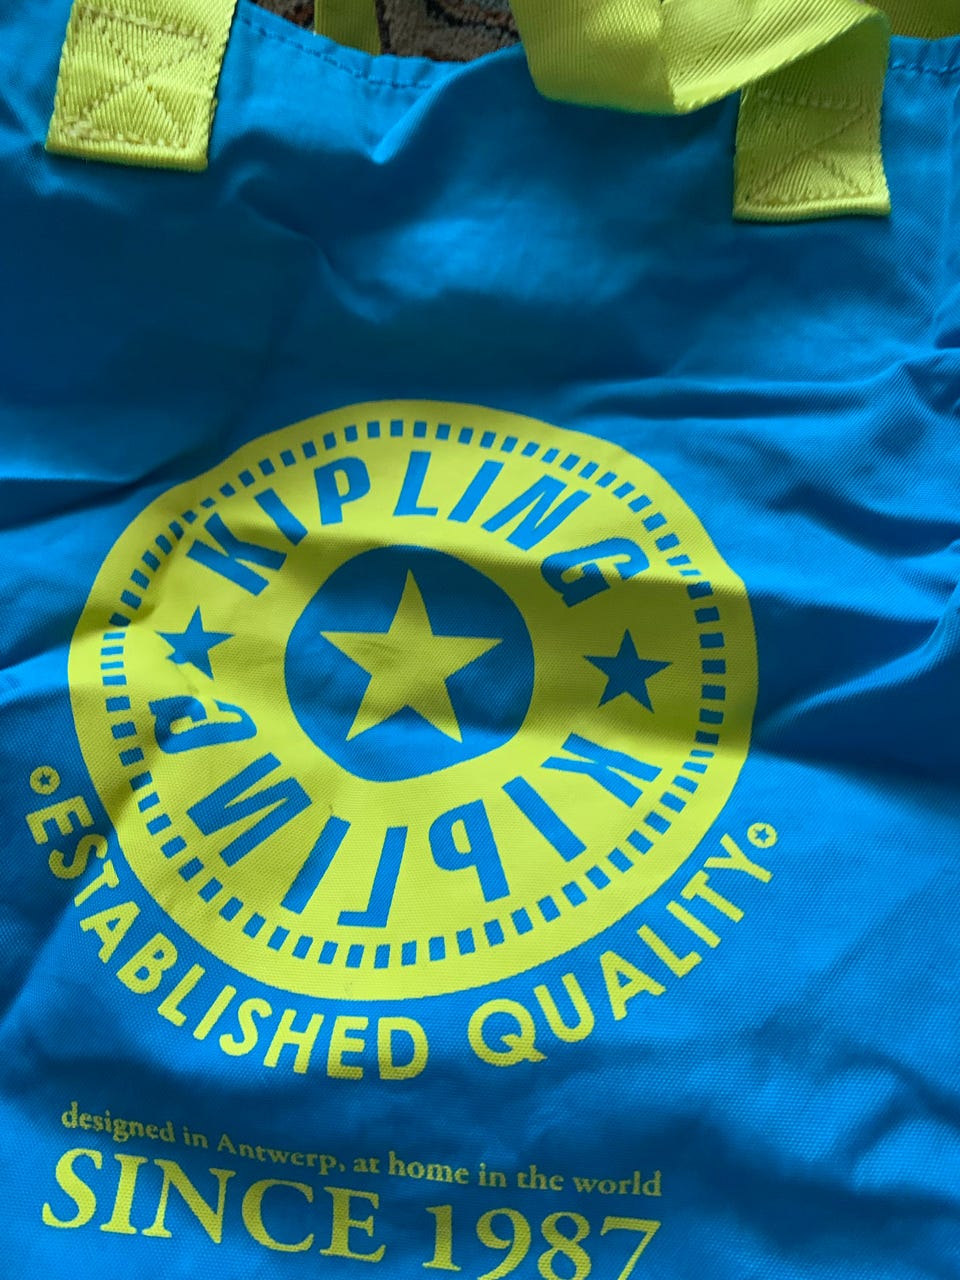 KIPLING
KIPLING
ESTABLISHED QUALITY
designed in Antwerp, at home in the world
SINCE 1987